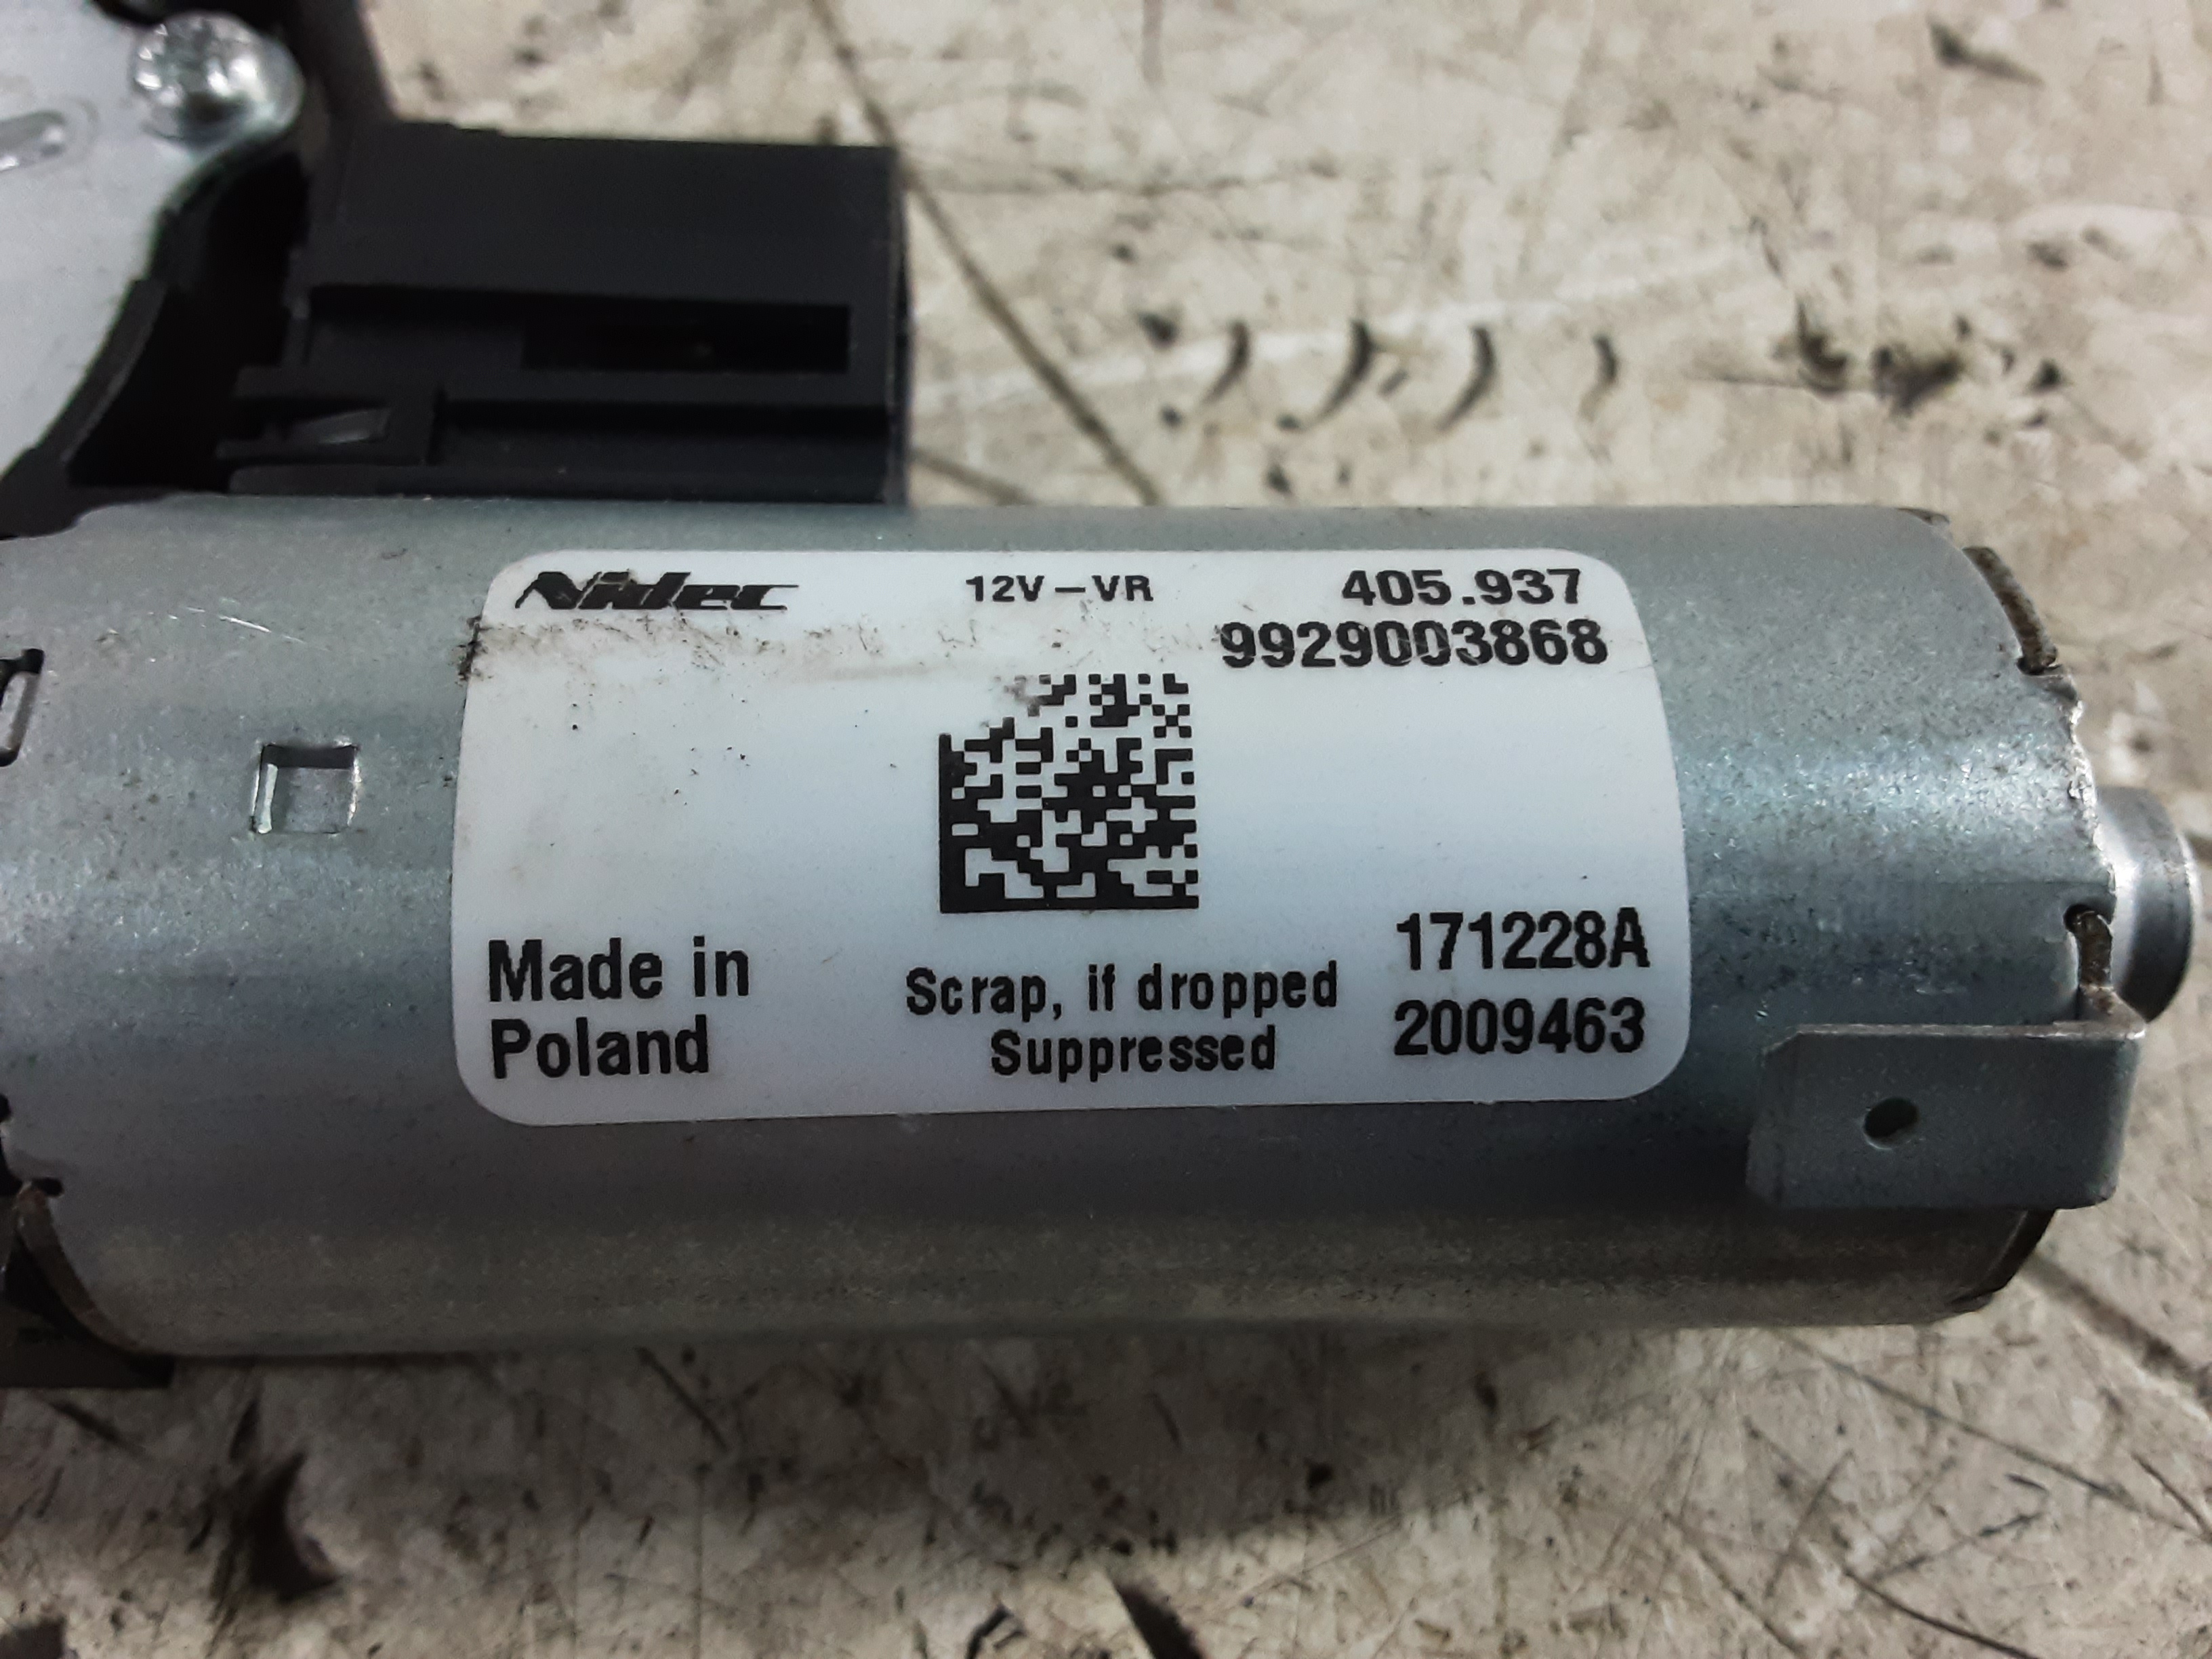 Nidec 12V-VR 405.937
9929003868
Made in
Poland
Scrap, if dropped
Suppressed
171228A
2009463